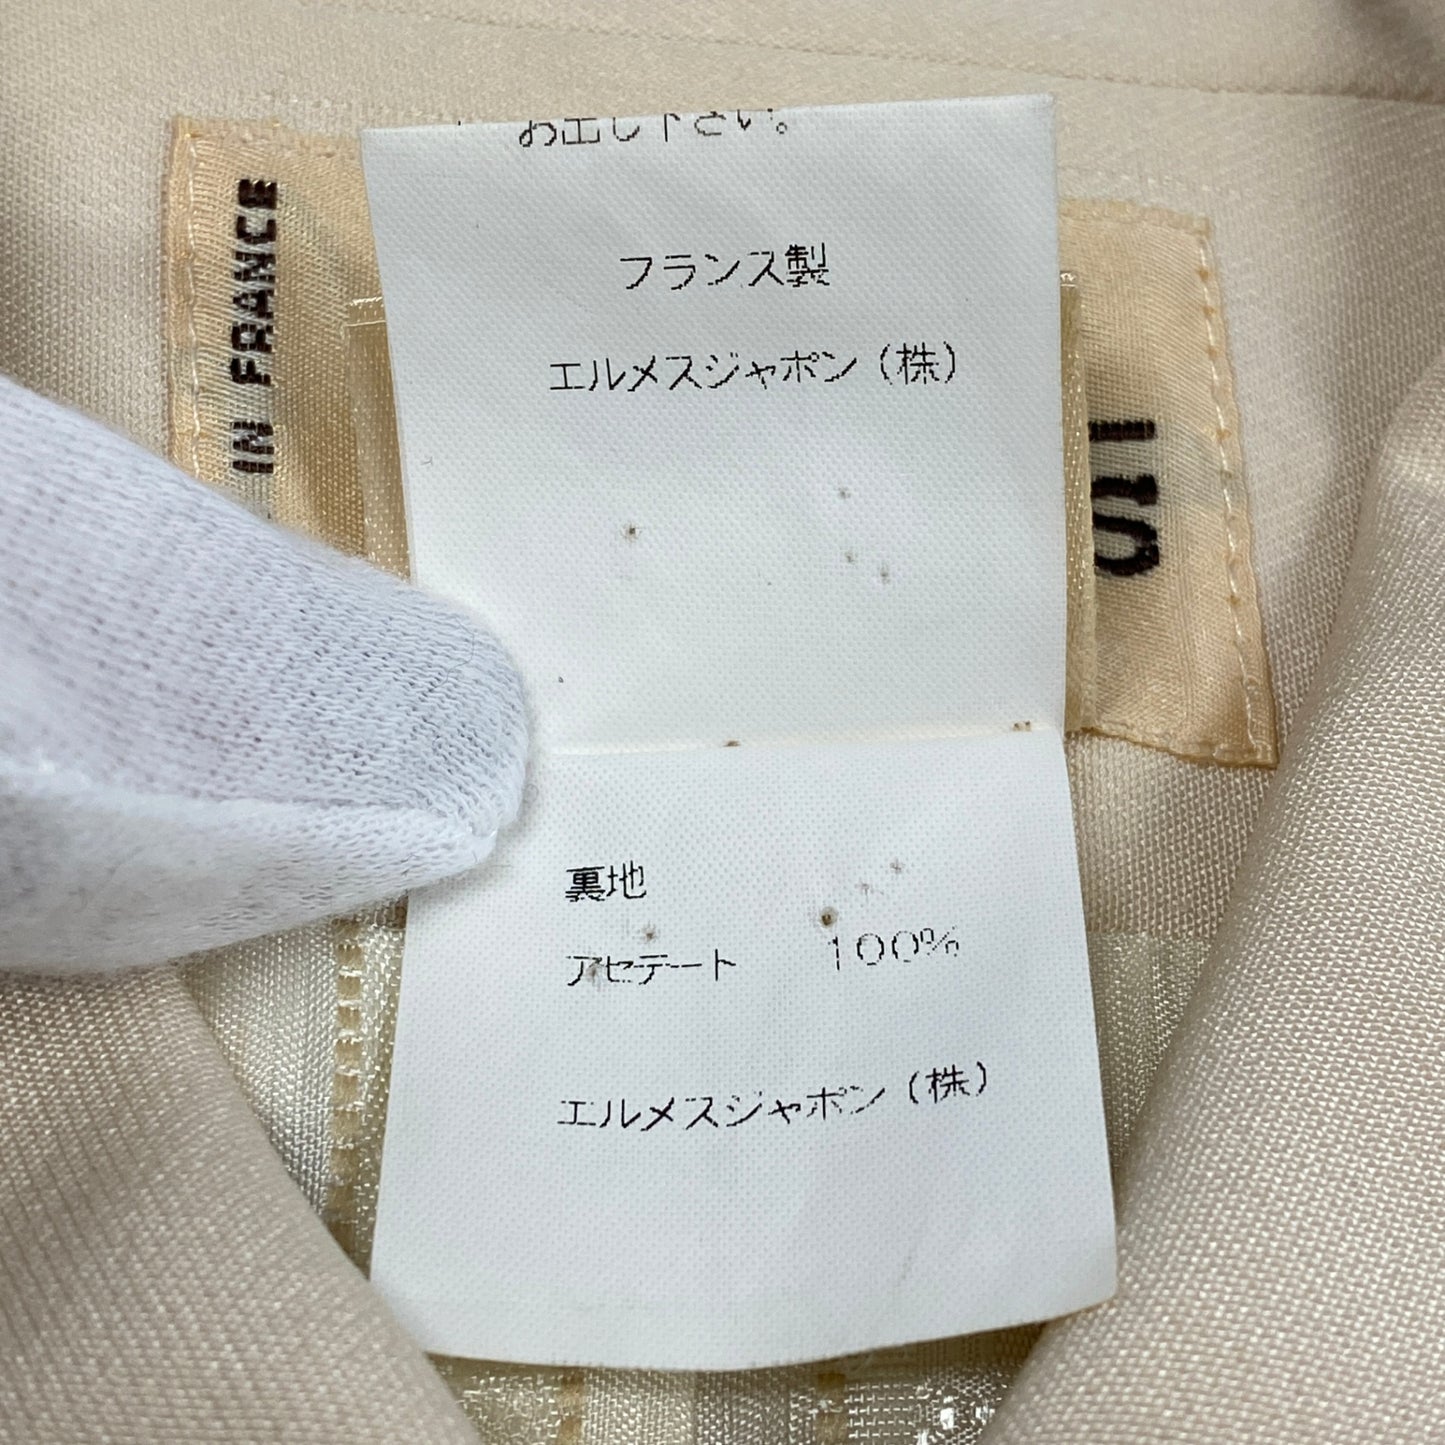 お出し下さい。
フランス製
エルメスジャポン（株）
裏地
アセテート 100%
エルメスジャポン（株）
IN FRANCE